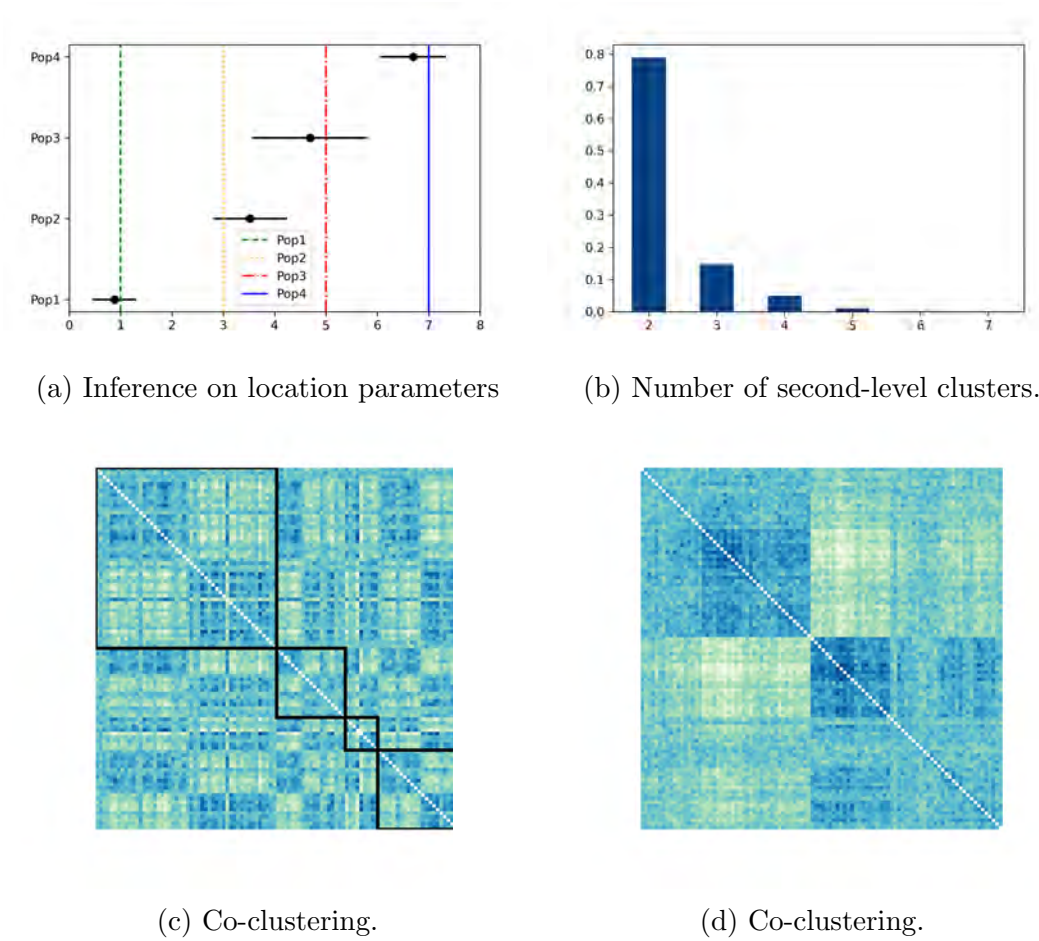 Pop4
Pop3
Pop2
Pop1
Pop1
Pop2
Pop3
Pop4
0 1 2 3 4 5 6 7 8
0.8
0.7
0.6
0.5
0.4
0.3
0.2
0.1
0.0
2 3 4 5 6 7
(a) Inference on location parameters
(b) Number of second-level clusters.
(c) Co-clustering.
(d) Co-clustering.